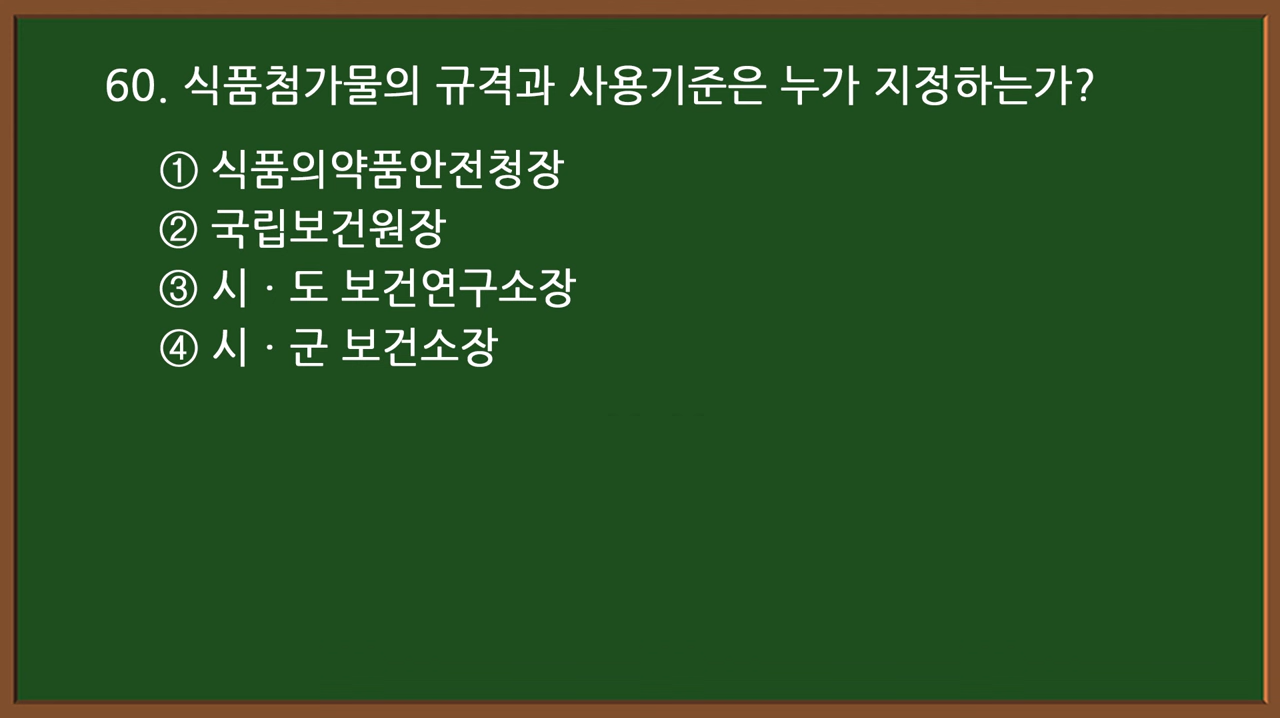 60. 식품첨가물의 규격과 사용기준은 누가 지정하는가?
① 식품의약품안전청장
② 국립보건원장
③ 시ㆍ도 보건연구소장
④ 시ㆍ군 보건소장